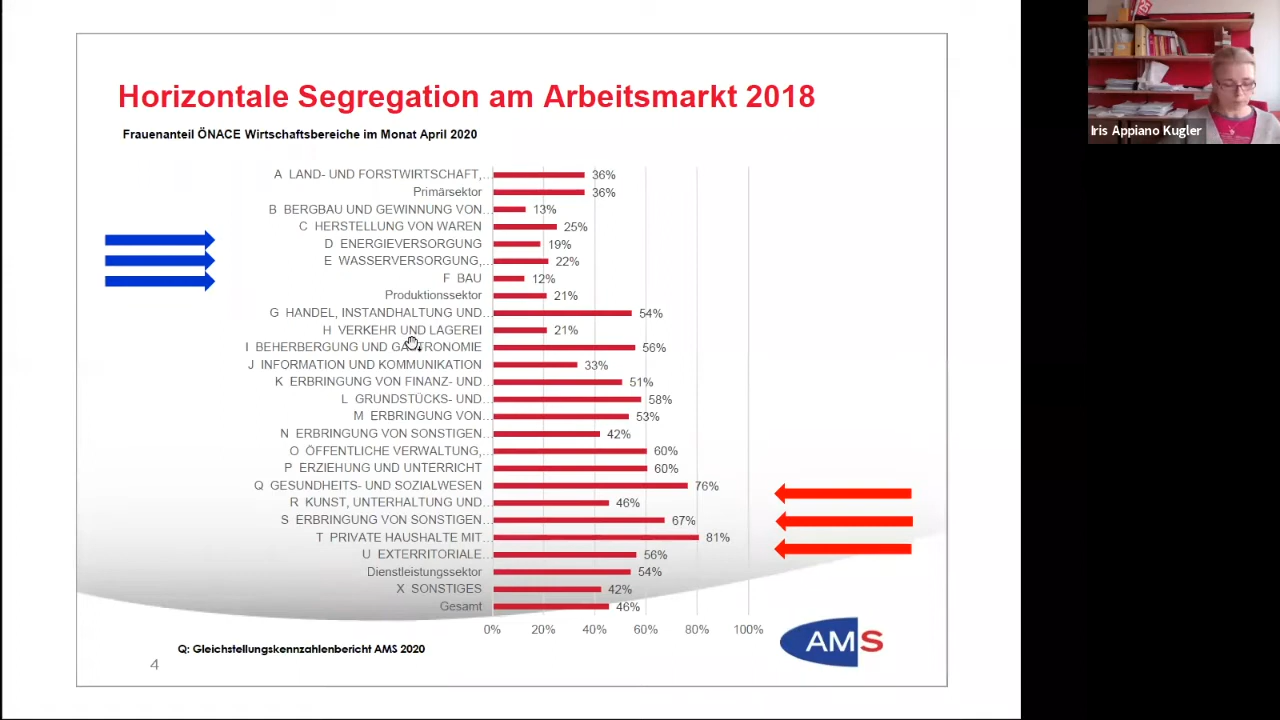 Horizontale Segregation am Arbeitsmarkt 2018
Frauenanteil ÖNACE Wirtschaftsbereiche im Monat April 2020
A LAND- UND FORSTWIRTSCHAFT,... 36%
Primärsektor 36%
B BERGBAU UND GEWINNUNG VON... 13%
C HERSTELLUNG VON WAREN 25%
D ENERGIEVERSORGUNG 19%
E WASSERVERSORGUNG,... 22%
F BAU 12%
Produktionssektor 21%
G HANDEL, INSTANDHALTUNG UND... 54%
H VERKEHR UND LAGEREI 21%
I BEHERBERGUNG UND GASTRONOMIE 56%
J INFORMATION UND KOMMUNIKATION 33%
K ERBRINGUNG VON FINANZ- UND... 51%
L GRUNDSTÜCKS- UND... 58%
M ERBRINGUNG VON... 53%
N ERBRINGUNG VON SONSTIGEN... 42%
O ÖFFENTLICHE VERWALTUNG,... 60%
P ERZIEHUNG UND UNTERRICHT 60%
Q GESUNDHEITS- UND SOZIALWESEN 76%
R KUNST, UNTERHALTUNG UND... 46%
S ERBRINGUNG VON SONSTIGEN... 67%
T PRIVATE HAUSHALTE MIT... 81%
U EXTERRITORIALE... 56%
Dienstleistungssektor 54%
X SONSTIGES 42%
Gesamt 46%
0% 20% 40% 60% 80% 100%
Q: Gleichstellungskennzahlenbericht AMS 2020
4
AMS
Iris Appiano Kugler